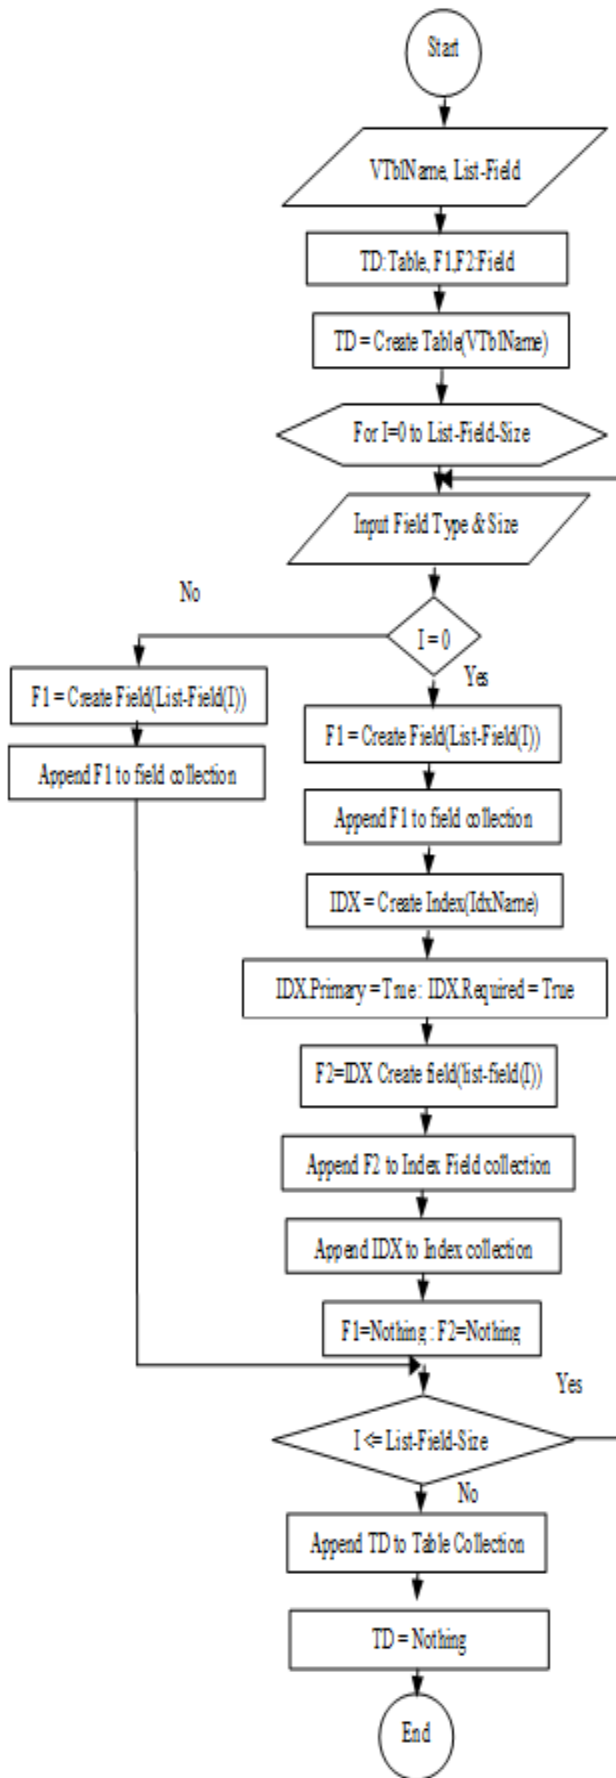 Start
VTblName, List-Field
TD:Table, F1,F2:Field
TD = Create Table(VTblName)
For I=0 to List-Field-Size
Input Field Type & Size
No
I = 0
Yes
F1 = Create Field(List-Field(I))
Append F1 to field collection
F1 = Create Field(List-Field(I))
Append F1 to field collection
IDX = Create Index(IdxName)
IDX.Primary = True : IDX.Required = True
F2=IDX Create field(list-field(I))
Append F2 to Index Field collection
Append IDX to Index collection
F1=Nothing : F2=Nothing
Yes
I <= List-Field-Size
No
Append TD to Table Collection
TD = Nothing
End